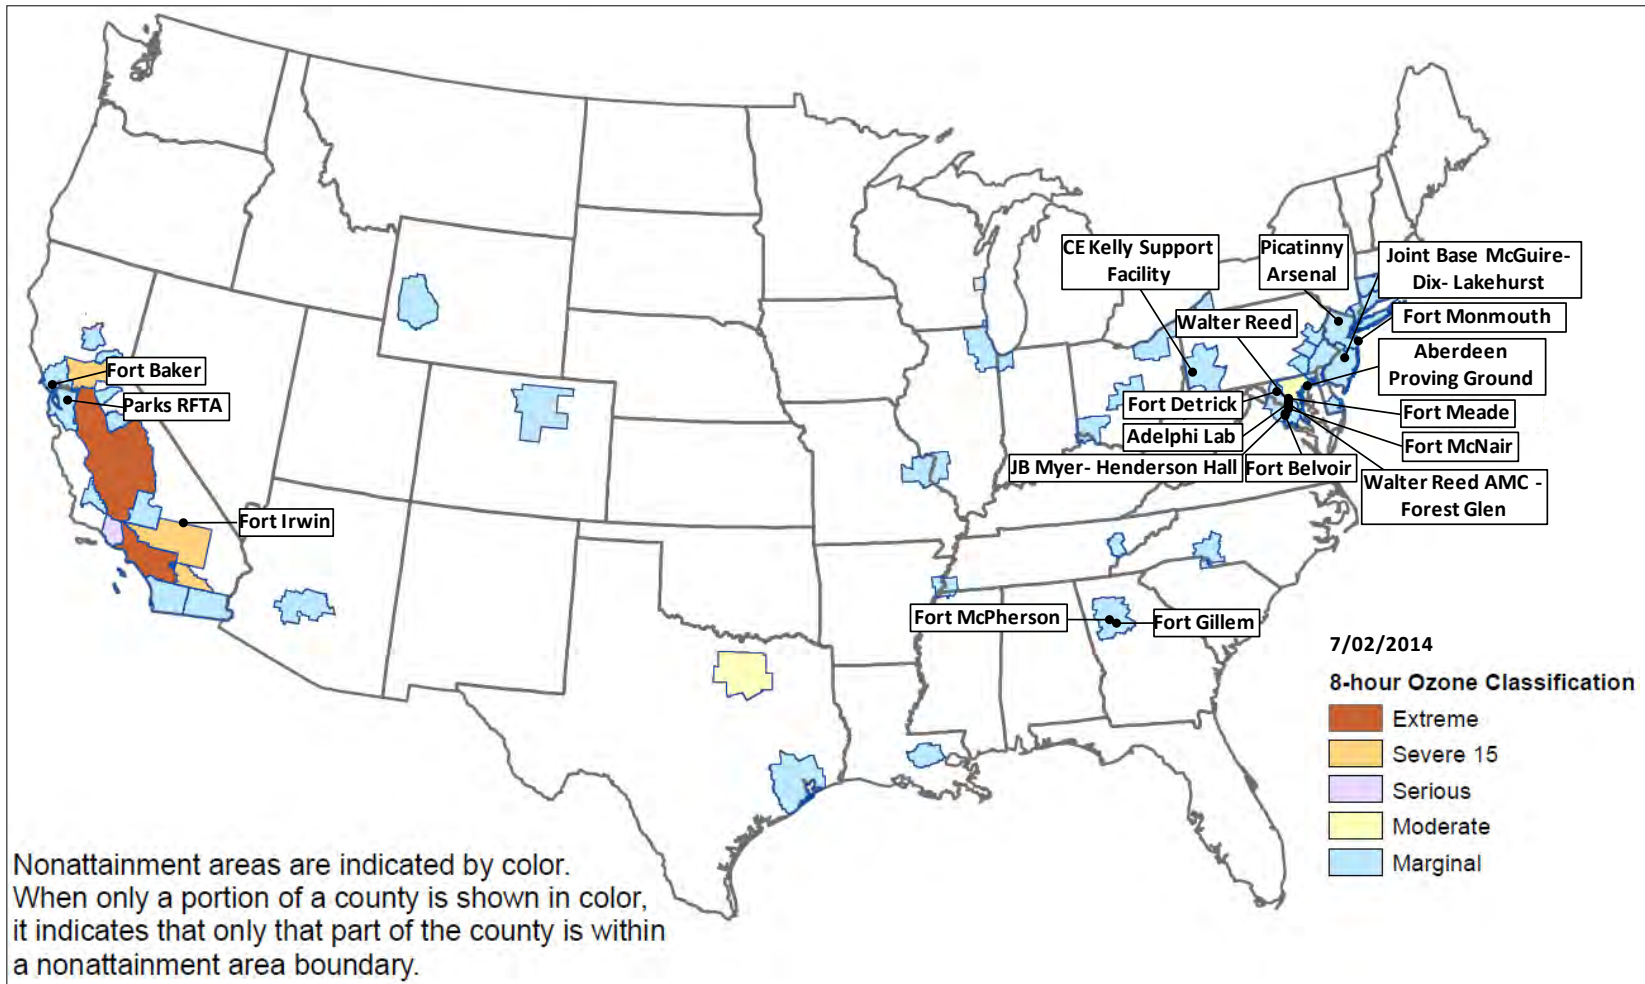 CE Kelly Support
Facility
Picatinny
Arsenal
Joint Base McGuire-
Dix- Lakehurst
Walter Reed
Fort Monmouth
Aberdeen
Proving Ground
Fort Baker
Parks RFTA
Fort Detrick
Fort Meade
Adelphi Lab
Fort McNair
JB Myer- Henderson Hall
Fort Belvoir
Walter Reed AMC -
Forest Glen
Fort Irwin
Fort McPherson
Fort Gillem
7/02/2014
8-hour Ozone Classification
Extreme
Severe 15
Serious
Moderate
Marginal
Nonattainment areas are indicated by color.
When only a portion of a county is shown in color,
it indicates that only that part of the county is within
a nonattainment area boundary.